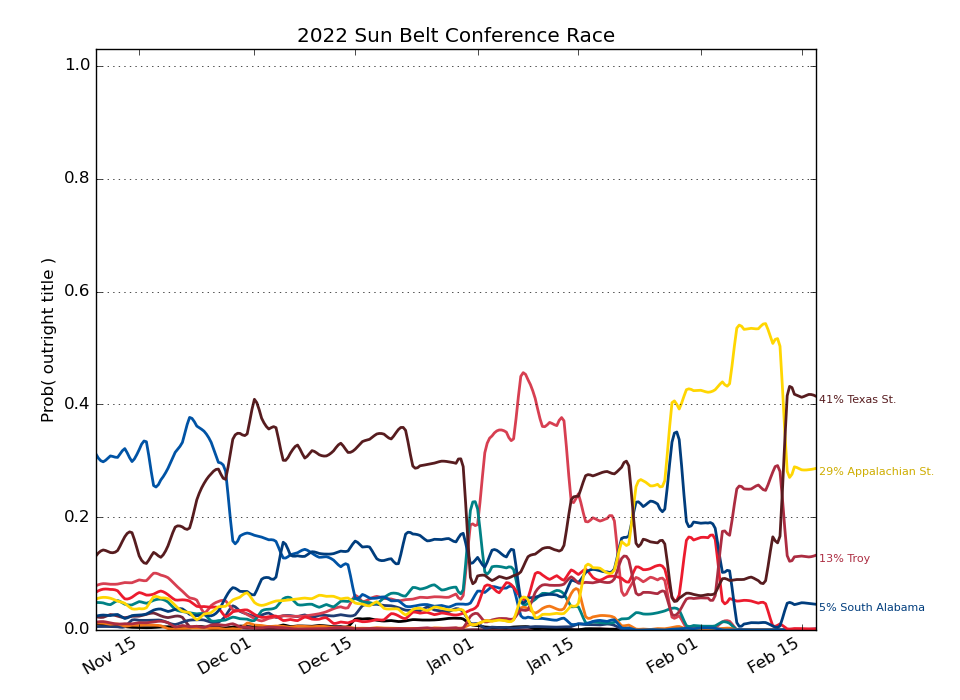 2022 Sun Belt Conference Race
Prob( outright title )
1.0
0.8
0.6
0.4
0.2
0.0
41% Texas St.
29% Appalachian St.
13% Troy
5% South Alabama
Nov 15
Dec 01
Dec 15
Jan 01
Jan 15
Feb 01
Feb 15